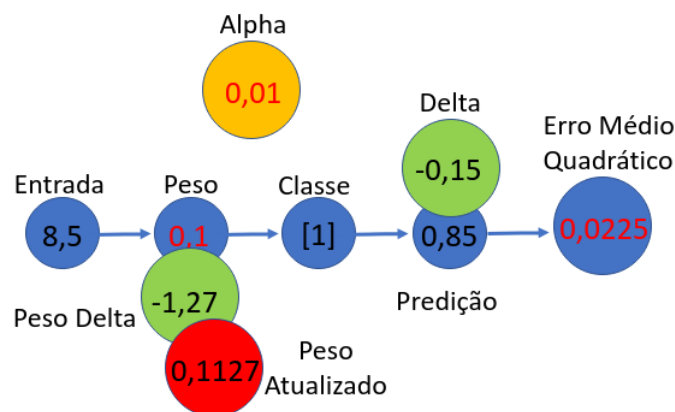 Alpha
0,01
Delta
-0,15
Erro Médio
Quadrático
0,0225
Entrada
8,5
Peso
0,1
Classe
[1]
0,85
Predição
Peso Delta
-1,27
0,1127
Peso
Atualizado